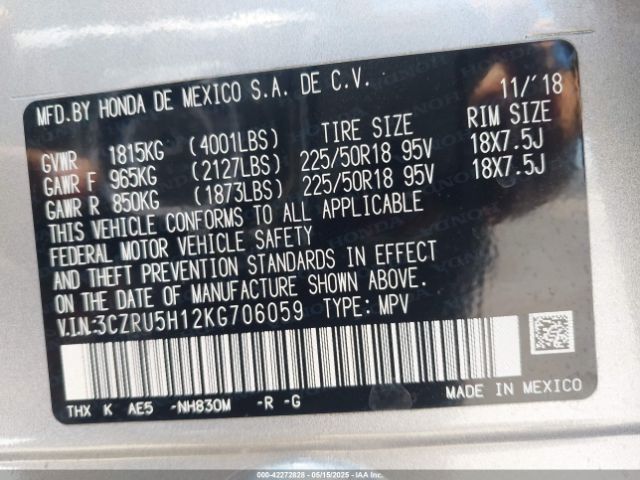 MFD.BY HONDA DE MEXICO S.A. DE C.V. 11/'18
TIRE SIZE RIM SIZE
GVWR 1815KG (4001LBS)
GAWR F 965KG (2127LBS) 225/50R18 95V 18X7.5J
GAWR R 850KG (1873LBS) 225/50R18 95V 18X7.5J
THIS VEHICLE CONFORMS TO ALL APPLICABLE
FEDERAL MOTOR VEHICLE SAFETY
AND THEFT PREVENTION STANDARDS IN EFFECT
ON THE DATE OF MANUFACTURE SHOWN ABOVE.
V.I.N:3CZRU5H12KG706059 TYPE: MPV
THX K AE5 -NH830M -R -G
MADE IN MEXICO
000-42272828 - 05/15/2025 - IAA Holdings, LLC